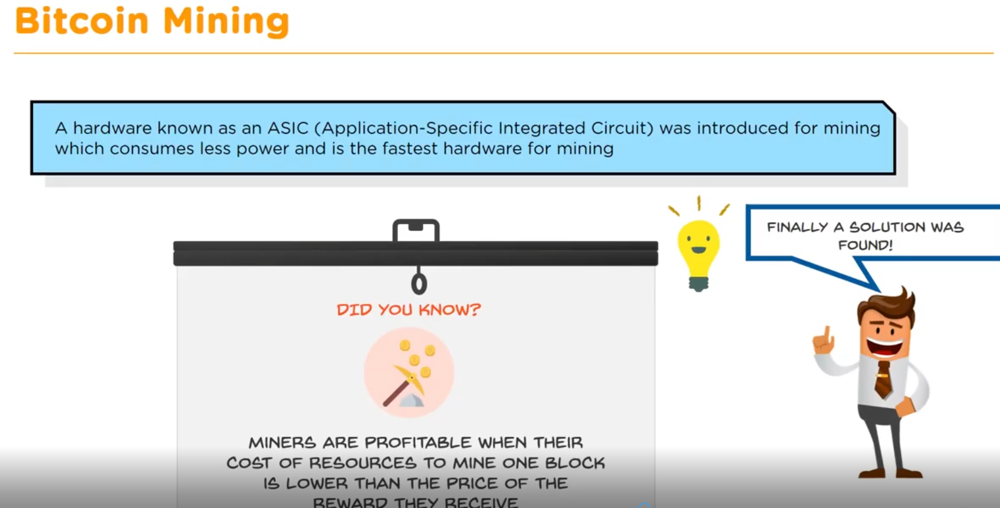 Bitcoin Mining
A hardware known as an ASIC (Application-Specific Integrated Circuit) was introduced for mining
which consumes less power and is the fastest hardware for mining
FINALLY A SOLUTION WAS
FOUND!
DID YOU KNOW?
MINERS ARE PROFITABLE WHEN THEIR
COST OF RESOURCES TO MINE ONE BLOCK
IS LOWER THAN THE PRICE OF THE
REWARD THEY RECEIVE